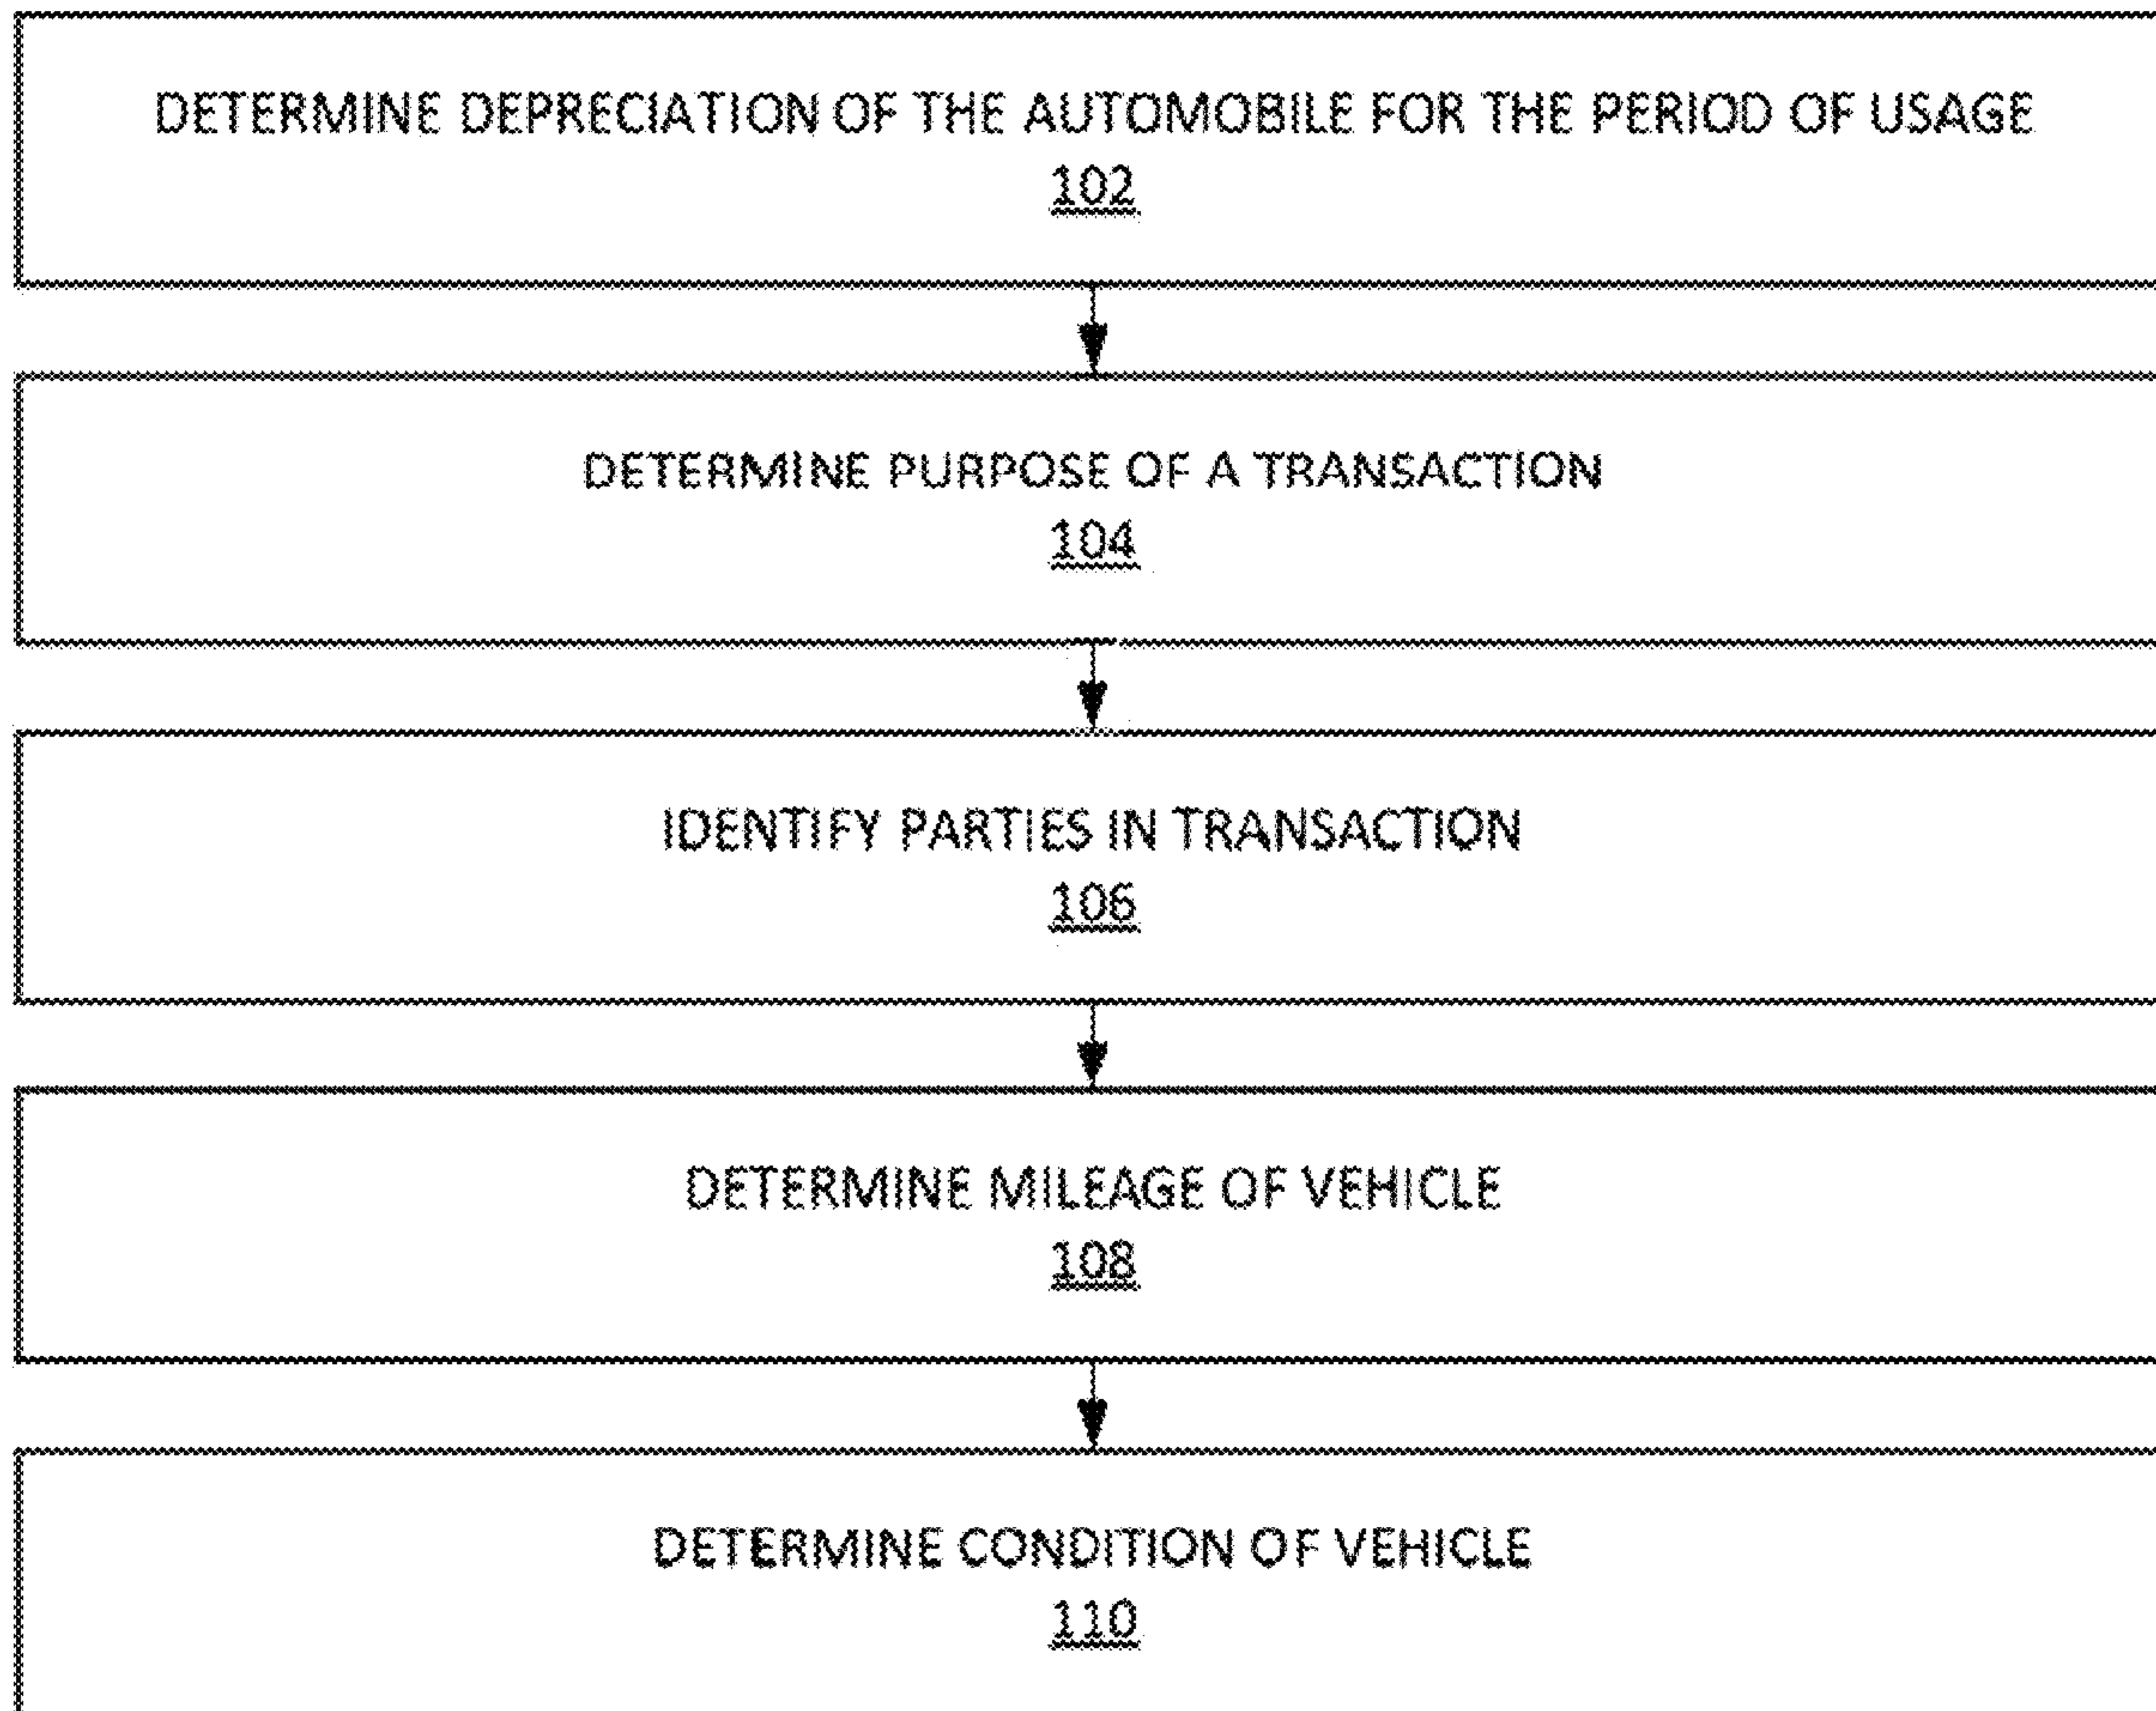 DETERMINE DEPRECIATION OF THE AUTOMOBILE FOR THE PERIOD OF USAGE
102
DETERMINE PURPOSE OF A TRANSACTION
104
IDENTIFY PARTIES IN TRANSACTION
106
DETERMINE MILEAGE OF VEHICLE
108
DETERMINE CONDITION OF VEHICLE
110